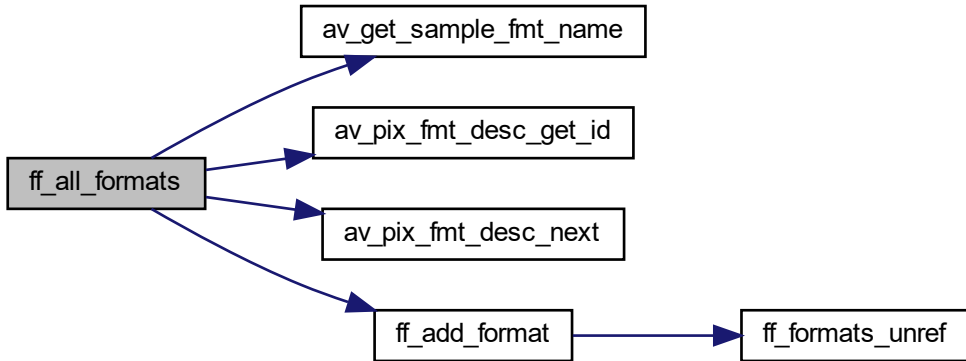 av_get_sample_fmt_name
av_pix_fmt_desc_get_id
ff_all_formats
av_pix_fmt_desc_next
ff_add_format
ff_formats_unref